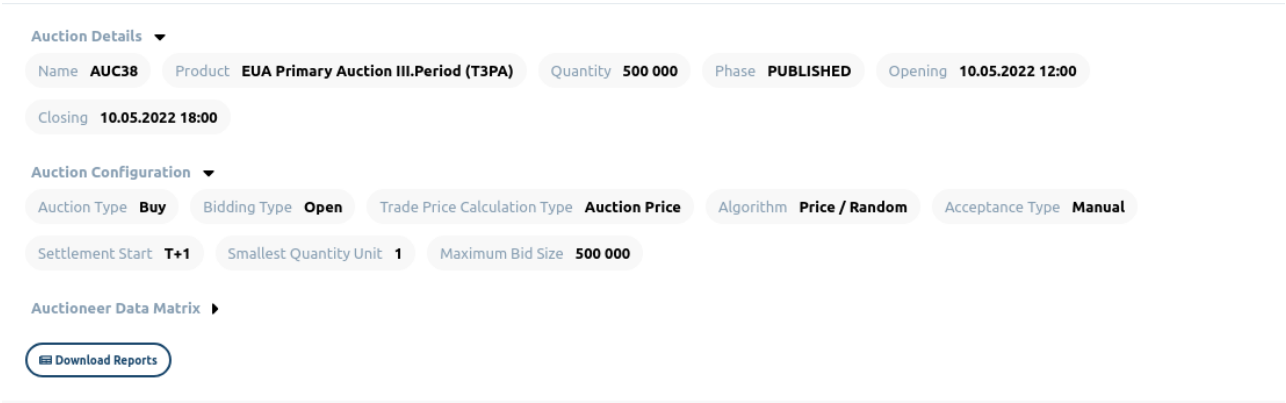 Auction Details
Name AUC38 Product EUA Primary Auction III.Period (T3PA) Quantity 500 000 Phase PUBLISHED Opening 10.05.2022 12:00
Closing 10.05.2022 18:00
Auction Configuration
Auction Type Buy Bidding Type Open Trade Price Calculation Type Auction Price Algorithm Price / Random Acceptance Type Manual
Settlement Start T+1 Smallest Quantity Unit 1 Maximum Bid Size 500 000
Auctioneer Data Matrix
Download Reports